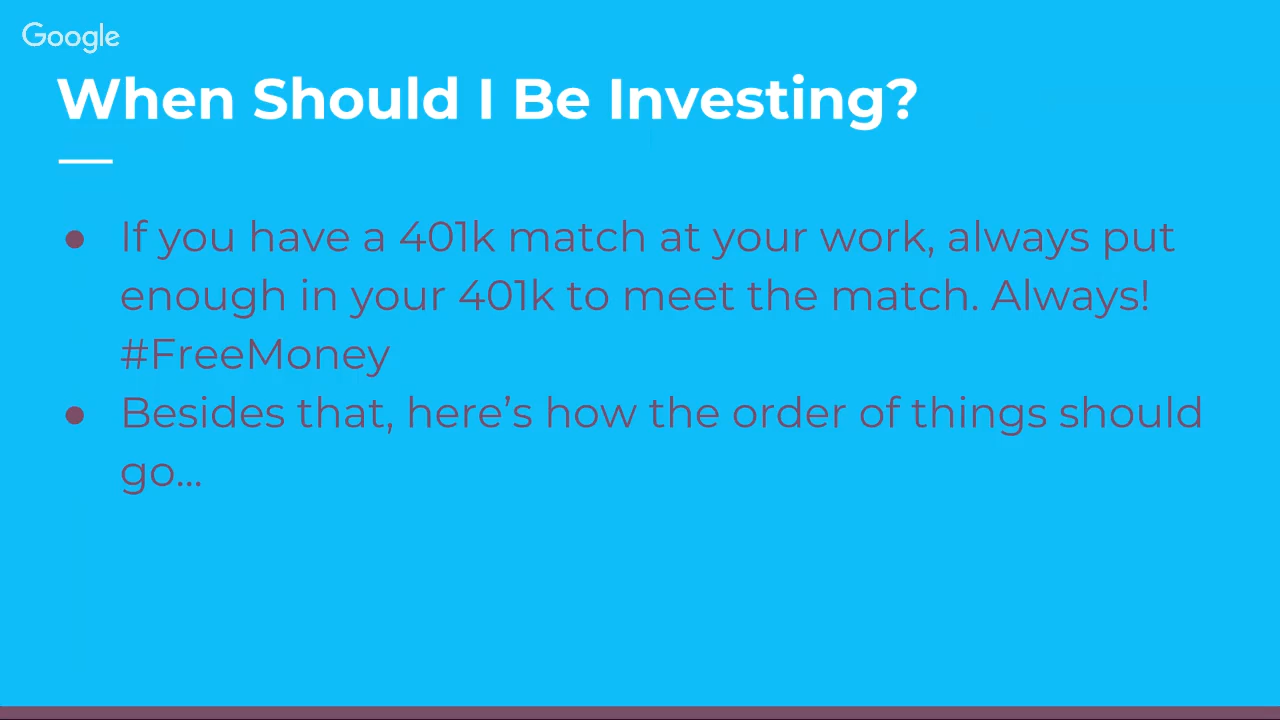 Google
When Should I Be Investing?
● If you have a 401k match at your work, always put
enough in your 401k to meet the match. Always!
#FreeMoney
● Besides that, here’s how the order of things should
go...